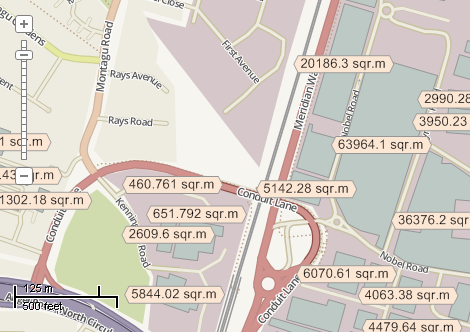 +
−
Montagu Road
First Avenue
Rays Avenue
Rays Road
20186.3 sqr.m
Nobel Road
2990.28
3950.23
63964.1 sqr.m
sqr.m
460.761 sqr.m
5142.28 sqr.m
1302.18 sqr.m
651.792 sqr.m
Conduit Lane
36376.2 sqr.m
2609.6 sqr.m
Road
Nobel Road
6070.61 sqr.m
5844.02 sqr.m
4063.38 sqr.m
Conduit Lane
4479.64 sqr.m
125 m
500 feet
North Circular